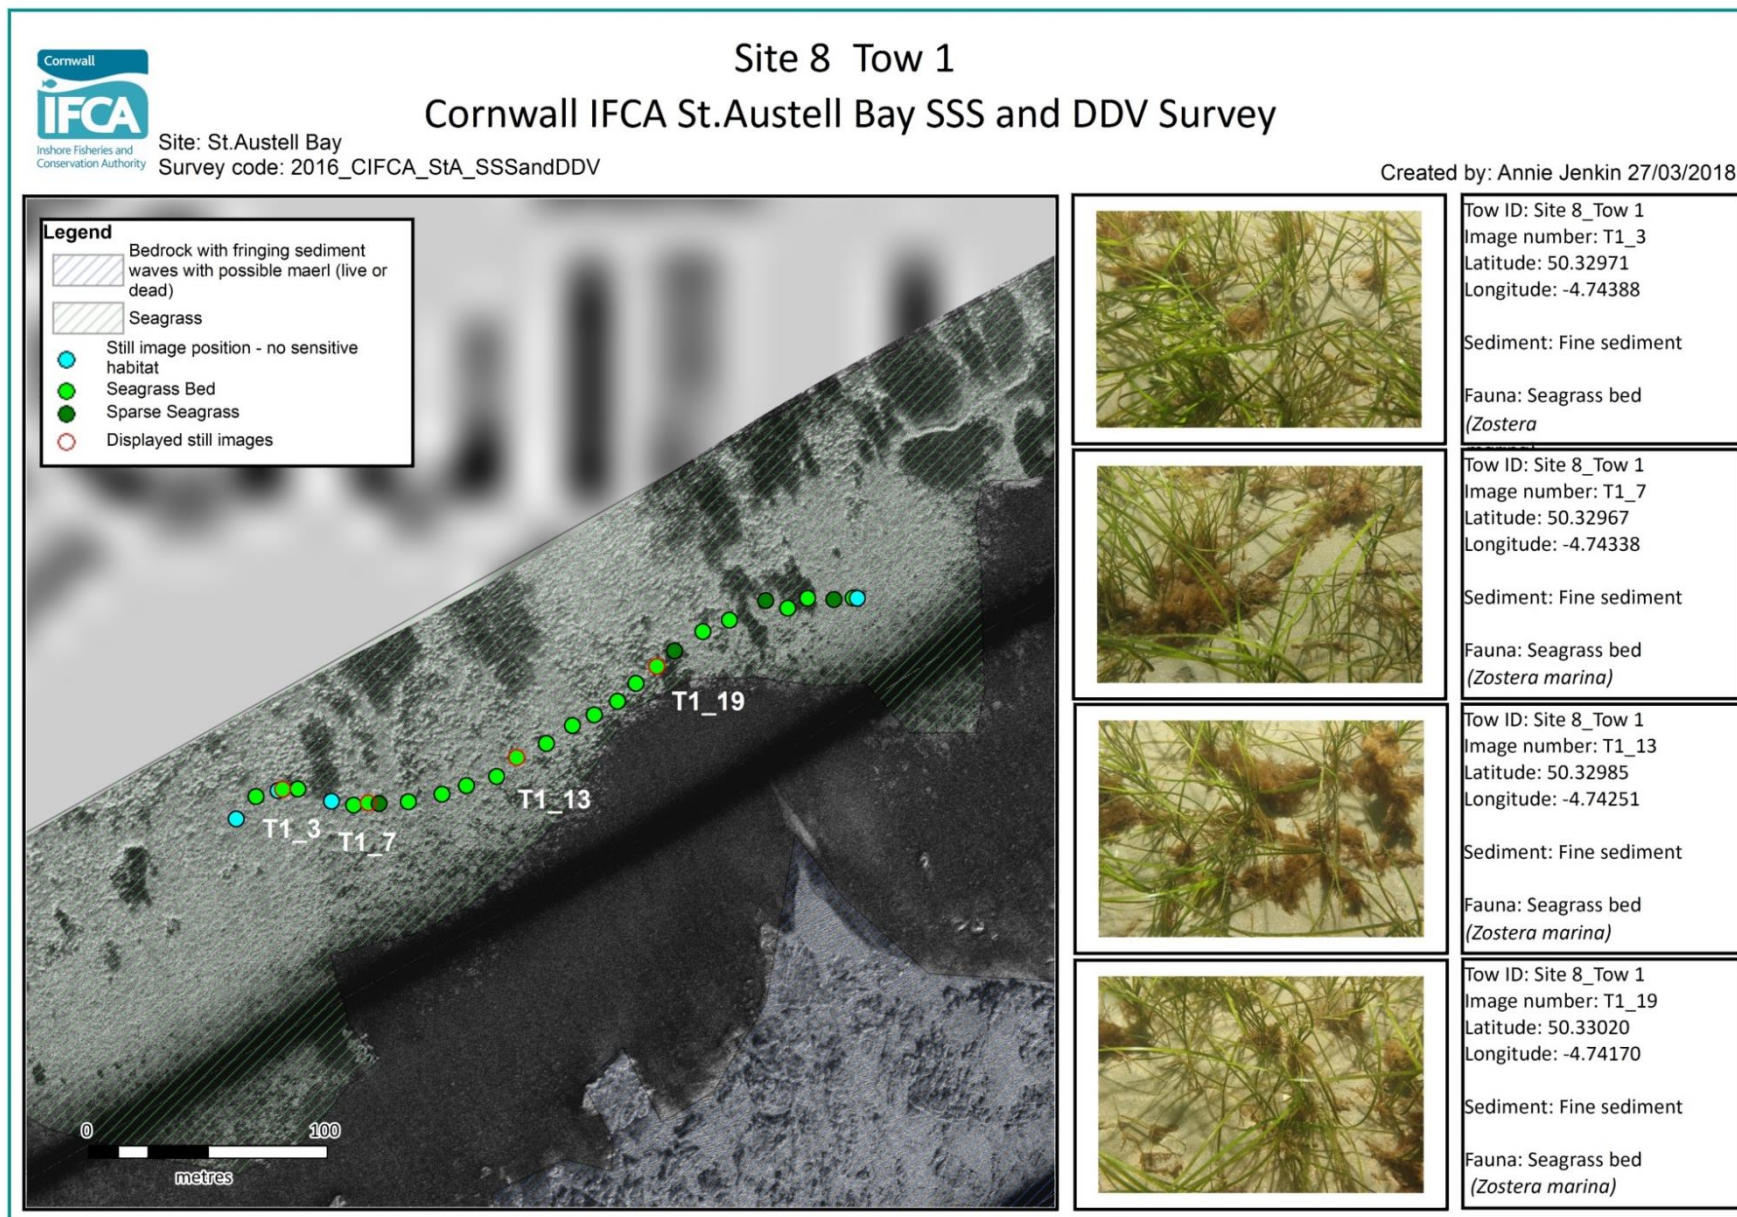 Site 8 Tow 1
Cornwall IFCA St.Austell Bay SSS and DDV Survey
Cornwall
IFCA
Inshore Fisheries and
Conservation Authority
Site: St.Austell Bay
Survey code: 2016_CIFCA_StA_SSSandDDV
Created by: Annie Jenkin 27/03/2018
Legend
Bedrock with fringing sediment
waves with possible maerl (live or
dead)
Seagrass
Still image position - no sensitive
habitat
Seagrass Bed
Sparse Seagrass
Displayed still images
T1_19
T1_13
T1_3
T1_7
0 100
metres
Tow ID: Site 8_Tow 1
Image number: T1_3
Latitude: 50.32971
Longitude: -4.74388
Sediment: Fine sediment
Fauna: Seagrass bed
(Zostera
Tow ID: Site 8_Tow 1
Image number: T1_7
Latitude: 50.32967
Longitude: -4.74338
Sediment: Fine sediment
Fauna: Seagrass bed
(Zostera marina)
Tow ID: Site 8_Tow 1
Image number: T1_13
Latitude: 50.32985
Longitude: -4.74251
Sediment: Fine sediment
Fauna: Seagrass bed
(Zostera marina)
Tow ID: Site 8_Tow 1
Image number: T1_19
Latitude: 50.33020
Longitude: -4.74170
Sediment: Fine sediment
Fauna: Seagrass bed
(Zostera marina)